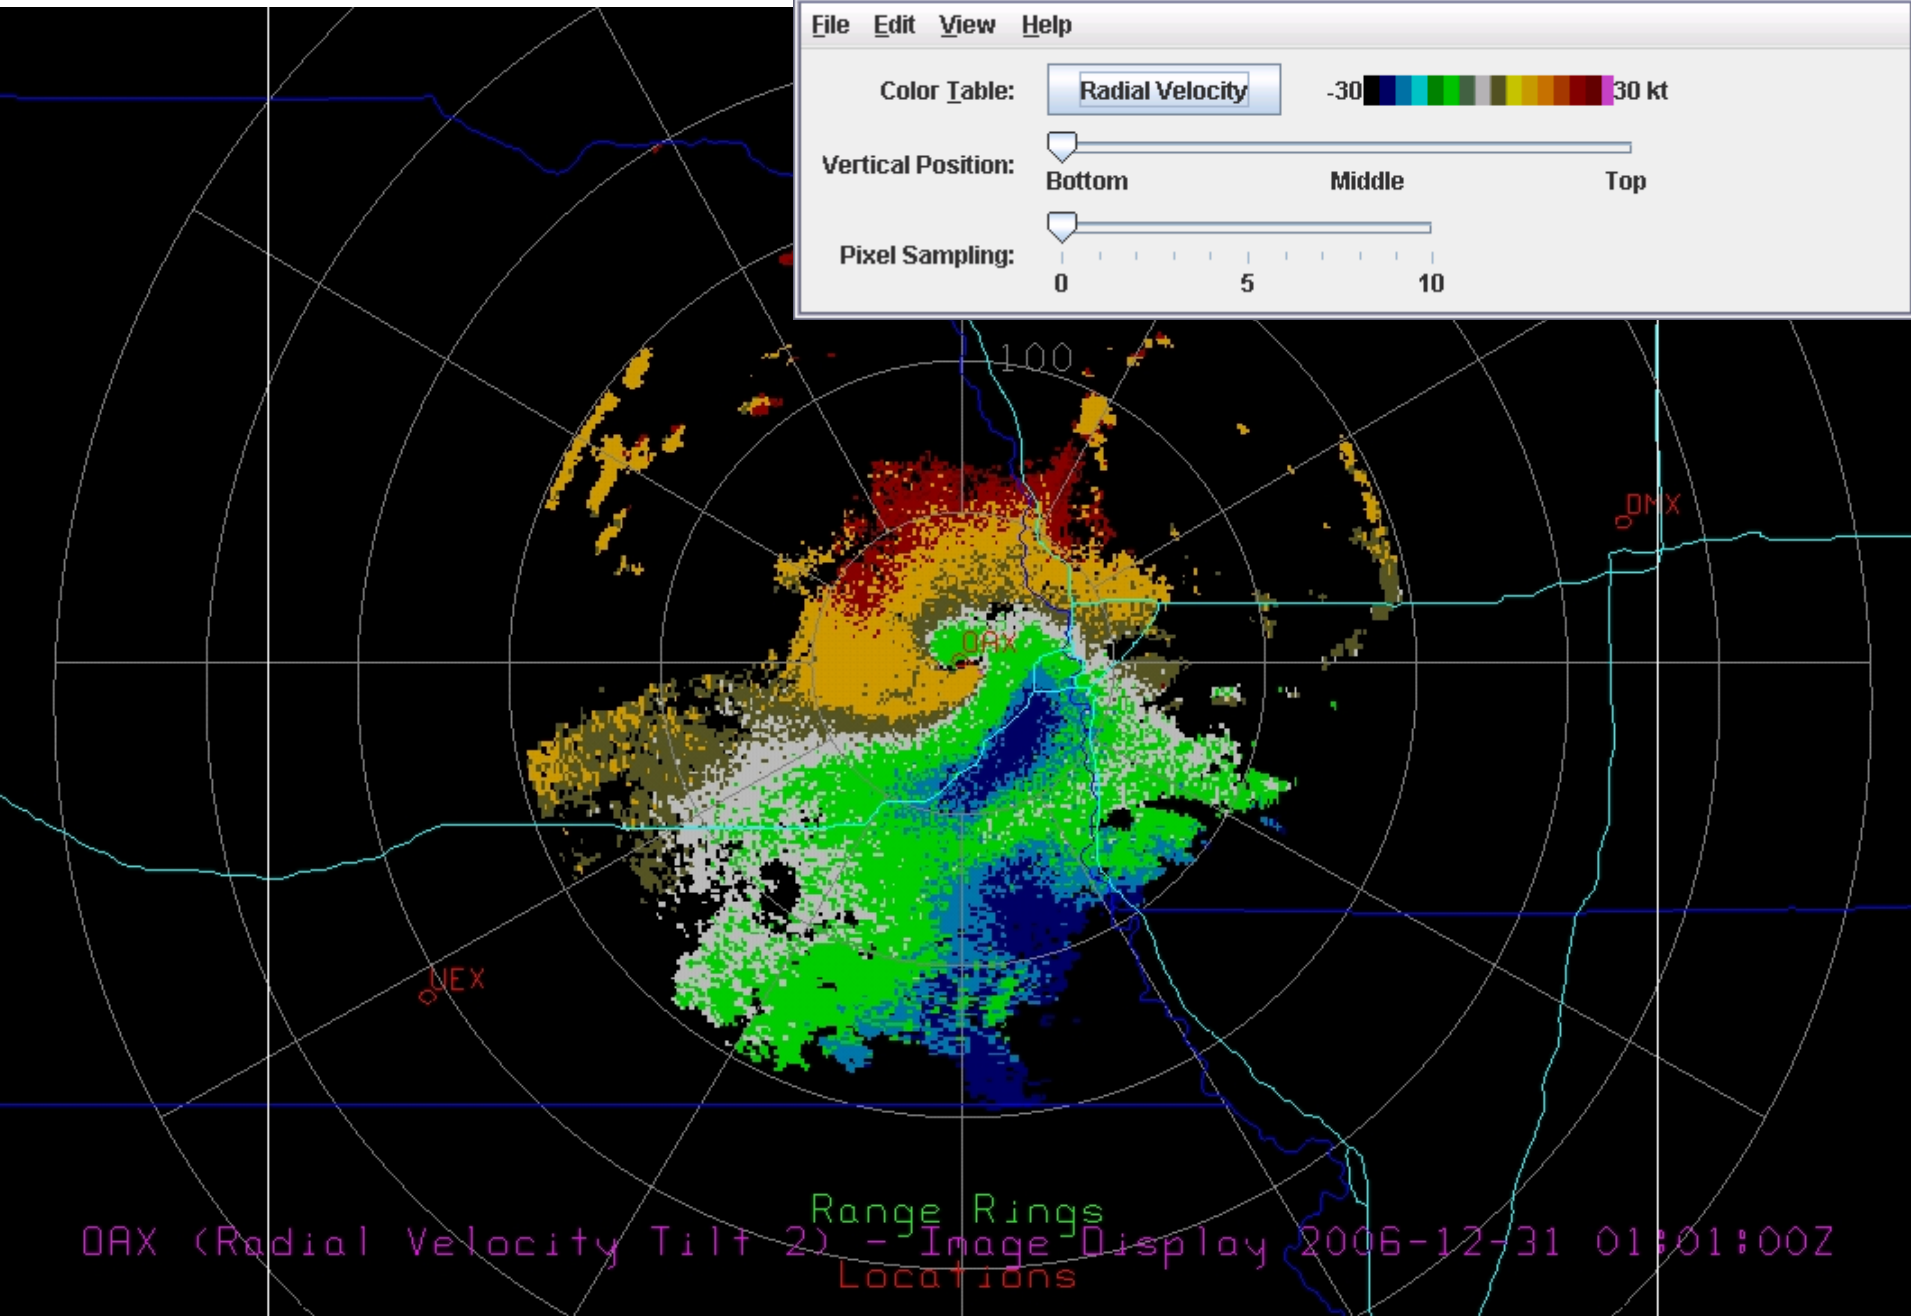 File Edit View Help
Color Table: Radial Velocity -30 30 kt
Vertical Position:
Bottom Middle Top
Pixel Sampling:
0 5 10
100
DMX
OAX
UEX
Range Rings
OAX (Radial Velocity Tilt 2) - Image Display 2006-12-31 01:01:00Z
Locations